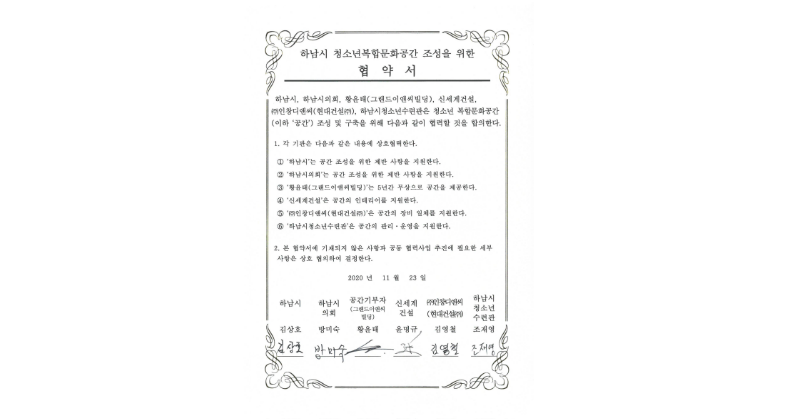 하남시 청소년복합문화공간 조성을 위한
협 약 서
하남시, 하남시의회, 황윤태(그랜드이앤씨빌딩), 신세계건설,
㈜인창디앤씨(현대건설㈜), 하남시청소년수련관은 청소년 복합문화공간
(이하 '공간') 조성 및 구축을 위해 다음과 같이 협력할 것을 합의한다.
1. 각 기관은 다음과 같은 내용에 상호협력한다.
① '하남시'는 공간 조성을 위한 제반 사항을 지원한다.
② '하남시의회'는 공간 조성을 위한 제반 사항을 지원한다.
③ '황윤태(그랜드이앤씨빌딩)'는 5년간 무상으로 공간을 제공한다.
④ '신세계건설'은 공간의 인테리어를 지원한다.
⑤ '㈜인창디앤씨(현대건설㈜)'은 공간의 장비 일체를 지원한다.
⑥ '하남시청소년수련관'은 공간의 관리・운영을 지원한다.
2. 본 협약서에 기재되지 않은 사항과 공동 협력사업 추진에 필요한 세부
사항은 상호 협의하여 결정한다.
2020 년 11 월 23 일
하남시 하남시의회 공간기부자(그랜드이앤씨빌딩) 신세계건설 ㈜인창디앤씨(현대건설㈜) 하남시청소년수련관
김상호 방미숙 황윤태 윤명규 김영철 조재영
김상호 방미숙 김영철 조재영